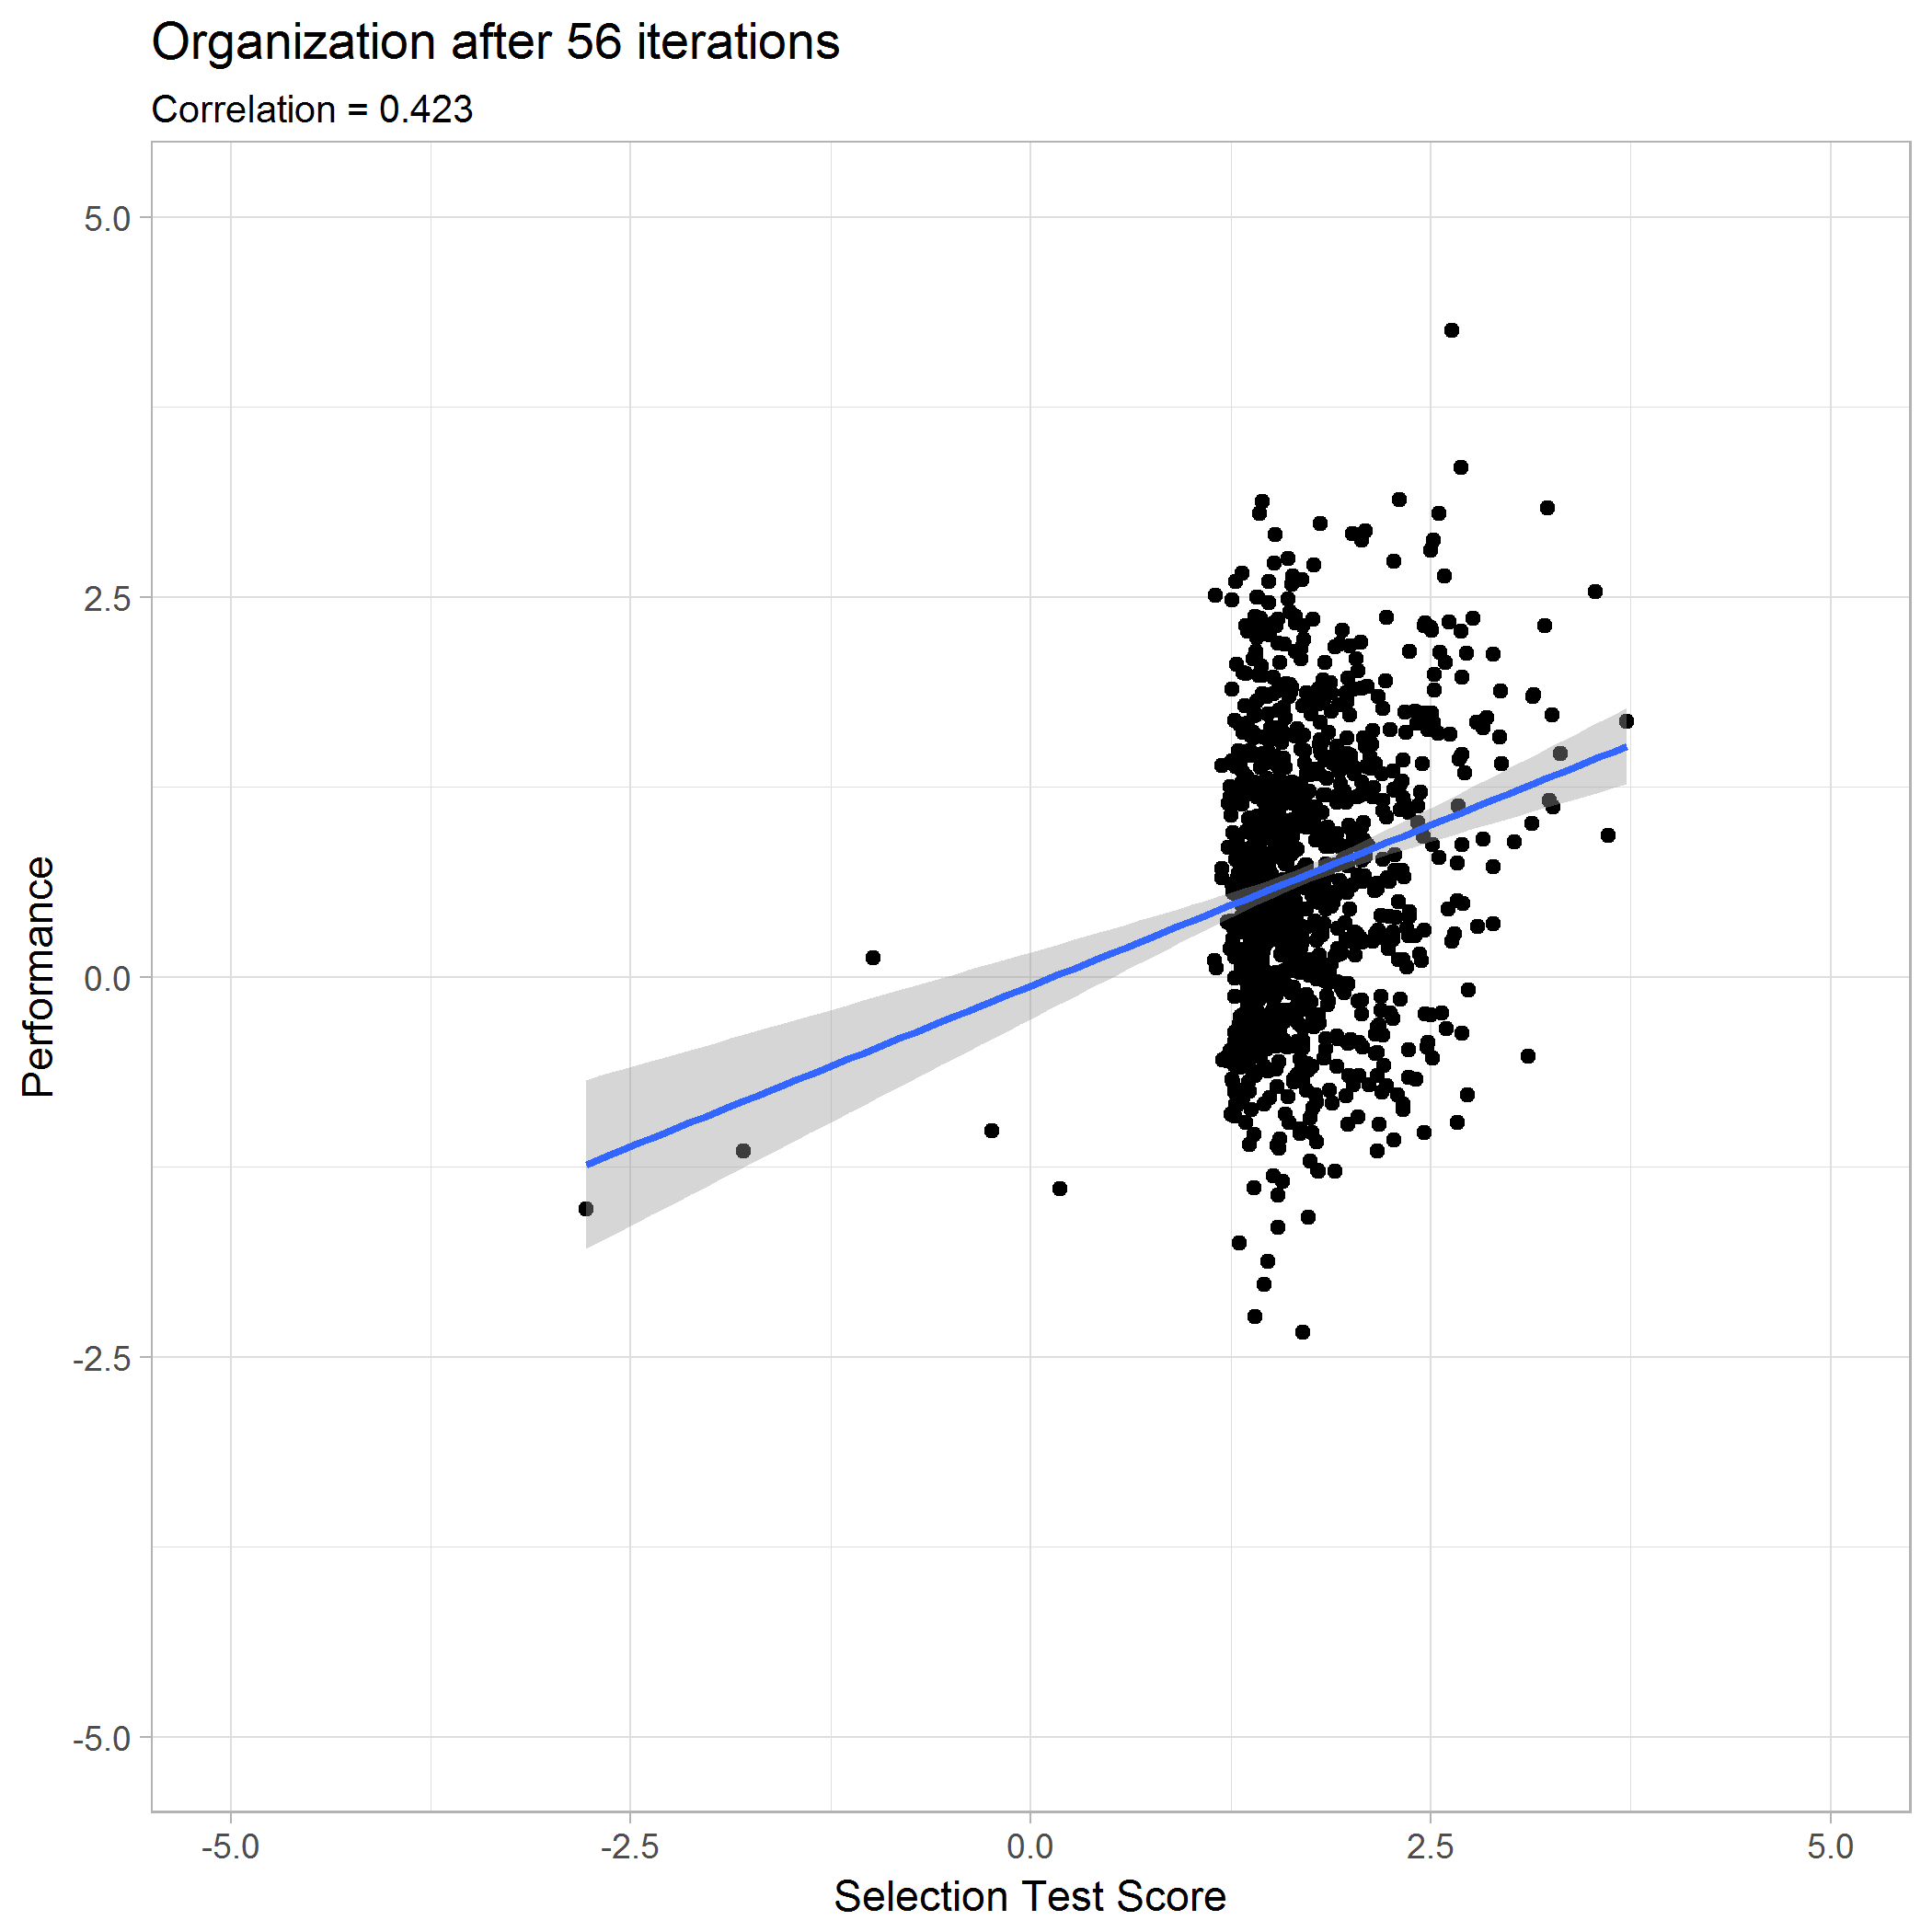 Organization after 56 iterations
Correlation = 0.423
5.0
2.5
0.0
-2.5
-5.0
Performance
-5.0
-2.5
0.0
2.5
5.0
Selection Test Score